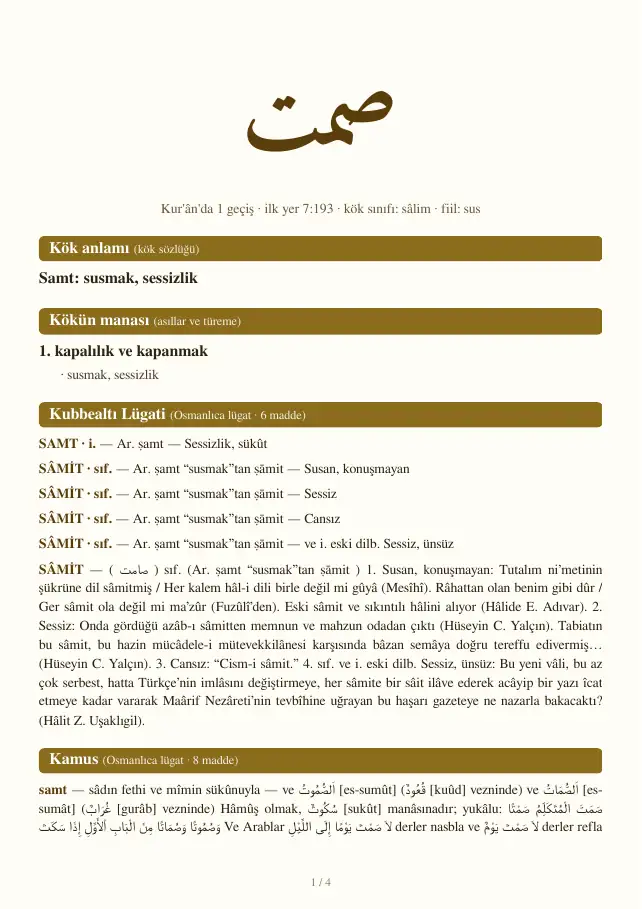 صمت
Kur'ân'da 1 geçiş · ilk yer 7:193 · kök sınıfı: sâlim · fiil: sus
Kök anlamı (kök sözlüğü)
Samt: susmak, sessizlik
Kökün manası (asıllar ve türeme)
1. kapalılık ve kapanmak
· susmak, sessizlik
Kubbealtı Lügati (Osmanlıca lügat · 6 madde)
SAMT · i. — Ar. ṣamt — Sessizlik, sükût
SÂMİT · sıf. — Ar. ṣamt “susmak”tan ṣāmit — Susan, konuşmayan
SÂMİT · sıf. — Ar. ṣamt “susmak”tan ṣāmit — Sessiz
SÂMİT · sıf. — Ar. ṣamt “susmak”tan ṣāmit — Cansız
SÂMİT · sıf. — Ar. ṣamt “susmak”tan ṣāmit — ve i. eski dilb. Sessiz, ünsüz
SÂMİT — ( صامت ) sıf. (Ar. ṣamt “susmak”tan ṣāmit ) 1. Susan, konuşmayan: Tutalım ni’metinin
şükrüne dil sâmitmiş / Her kalem hâl-i dili birle değil mi gûyâ (Mesîhî). Râhattan olan benim gibi dûr /
Ger sâmit ola değil mi ma’zûr (Fuzûlî’den). Eski sâmit ve sıkıntılı hâlini alıyor (Hâlide E. Adıvar). 2.
Sessiz: Onda gördüğü azâb-ı sâmitten memnun ve mahzun odadan çıktı (Hüseyin C. Yalçın). Tabiatın
bu sâmit, bu hazin mücâdele-i mütevekkilânesi karşısında bâzan semâya doğru tereffu edivermiş…
(Hüseyin C. Yalçın). 3. Cansız: “Cism-i sâmit.” 4. sıf. ve i. eski dilb. Sessiz, ünsüz: Bu yeni vâli, bu az
çok serbest, hatta Türkçe’nin imlâsını değiştirmeye, her sâmite bir sâit ilâve ederek acâyip bir yazı îcat
etmeye kadar vararak Maârif Nezâreti’nin tevbîhine uğrayan bu haşarı gazeteye ne nazarla bakacaktı?
(Hâlit Z. Uşaklıgil).
Kamus (Osmanlıca lügat · 8 madde)
samt — sâdın fethi ve mîmin sükûnuyla — ve اَلصُّمُوتُ [es-sumût] (قُعُودٌ [kuûd] vezninde) ve اَلصُّمَاتُ [es-
sumât] (غُرَابٌ [gurâb] vezninde) Hâmûş olmak, سُكُوتٌ [sukût] manâsınadır; yukâlu: صَمَتَ الْمُتَكَلِّمُ صَمْتًا
وَصُمُوتًا وَصُمَاتًا مِنَ الْبَابِ اْلأَوَّلِ إِذَا سَكَتَ Ve Arablar لاَ صَمْتَ يَوْمًا إِلَى اللَّيْلِ derler nasbla ve لاَ صَمْتَ يَوْمٌ derler refla
1 / 4